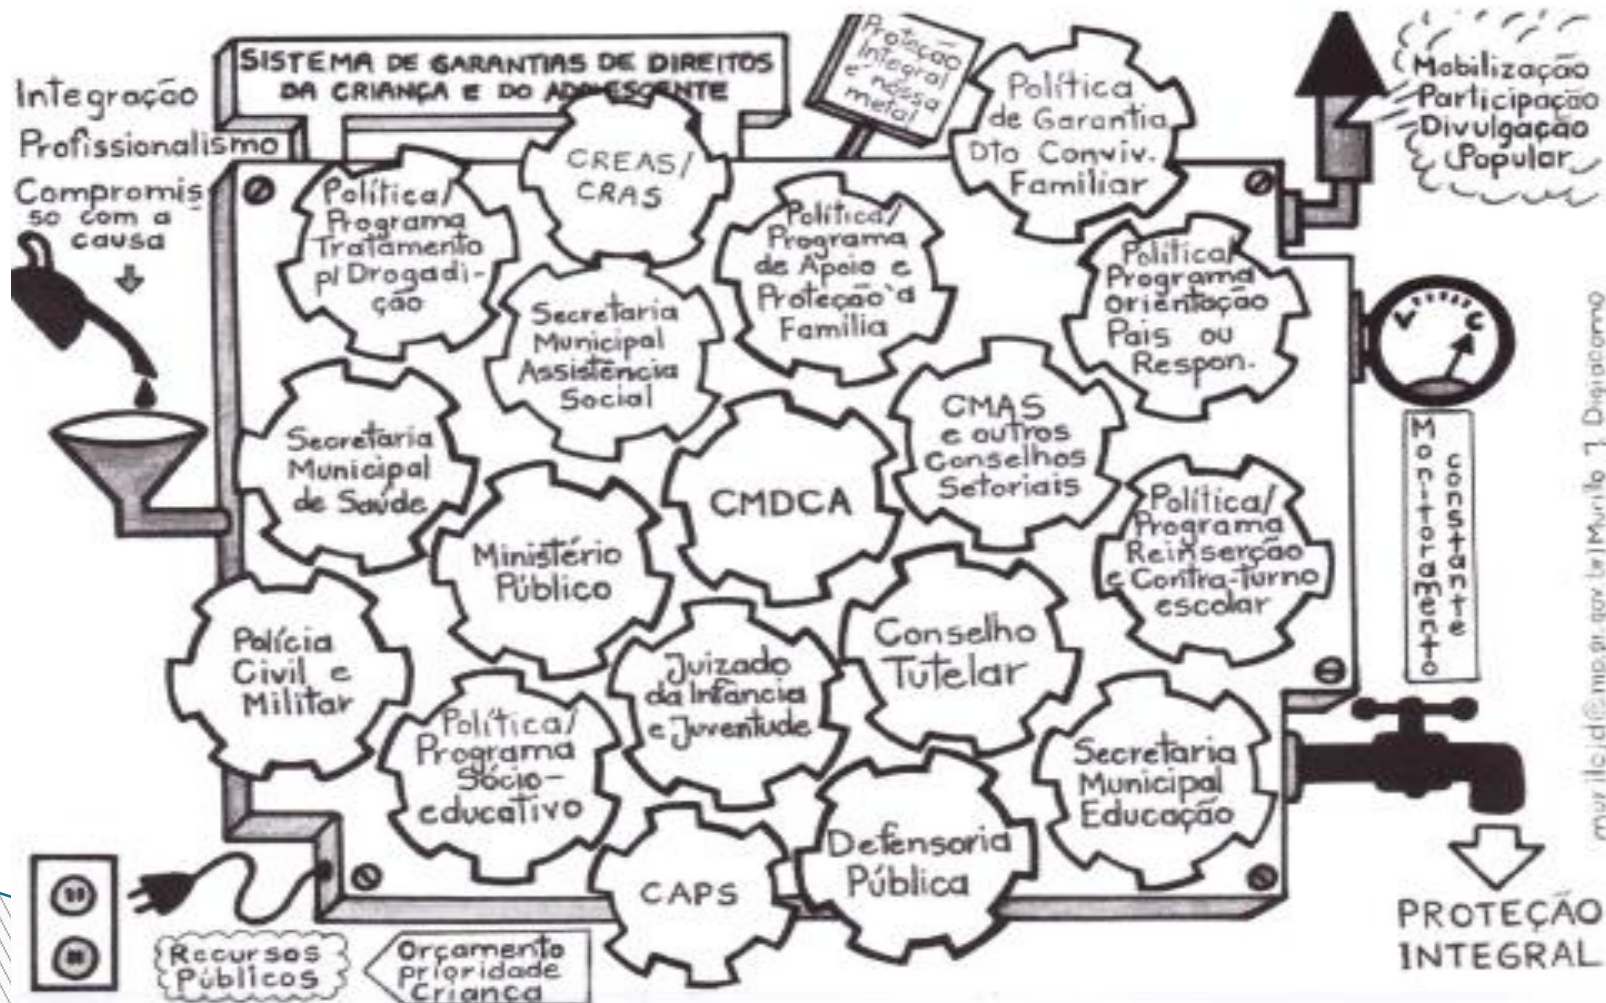 SISTEMA DE GARANTIAS DE DIREITOS
DA CRIANÇA E DO ADOLESCENTE
Proteção
Integral
é nossa
meta!
Integração
Profissionalismo
Compromis
so com a
causa
Mobilização
Participação
Divulgação
Popular
Política
de Garantia
Dto Conviv.
Familiar
CREAS/
CRAS
Política/
Programa
Tratamento
p/ Drogadi-
ção
Política/
Programa
de Apoio e
Proteção à
Família
Política/
Programa
Orientação
Pais ou
Respon.
Secretaria
Municipal
Assistência
Social
CMAS
e outros
Conselhos
Setoriais
Secretaria
Municipal
de Saúde
CMDCA
Política/
Programa
Reinserção
e Contra-turno
escolar
Ministério
Público
Conselho
Tutelar
Polícia
Civil e
Militar
Juizado
da Infância
e Juventude
Política/
Programa
Sócio-
educativo
Secretaria
Municipal
Educação
Defensoria
Pública
CAPS
Monitoramento
constante
Murillo J. Digiácomo
Recursos
Públicos
Orçamento
prioridade
Criança
PROTEÇÃO
INTEGRAL